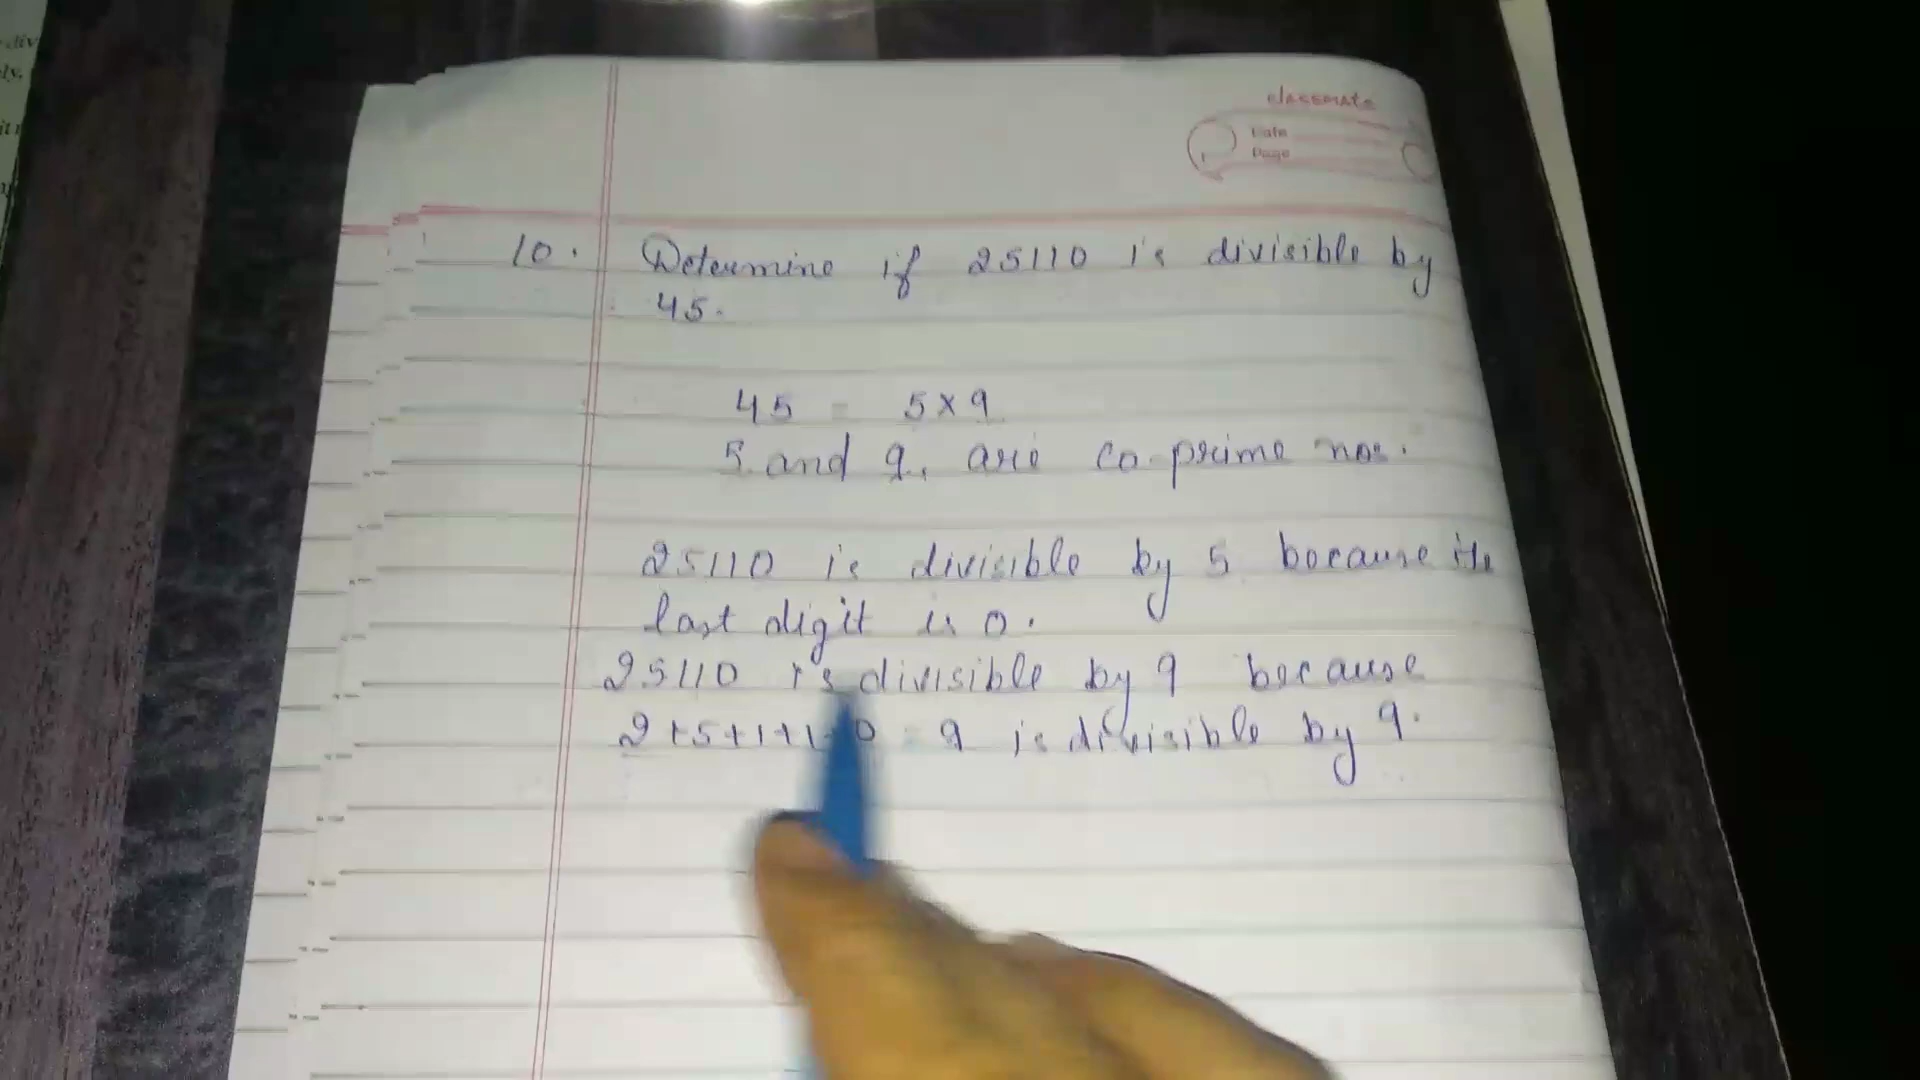 classmate
Date
Page
10. Determine if 25110 is divisible by
45.
45 = 5×9
5 and 9, are co-prime nos.
25110 is divisible by 5 because its
last digit is 0.
25110 is divisible by 9 because
2+5+1+1+0 = 9 is divisible by 9.